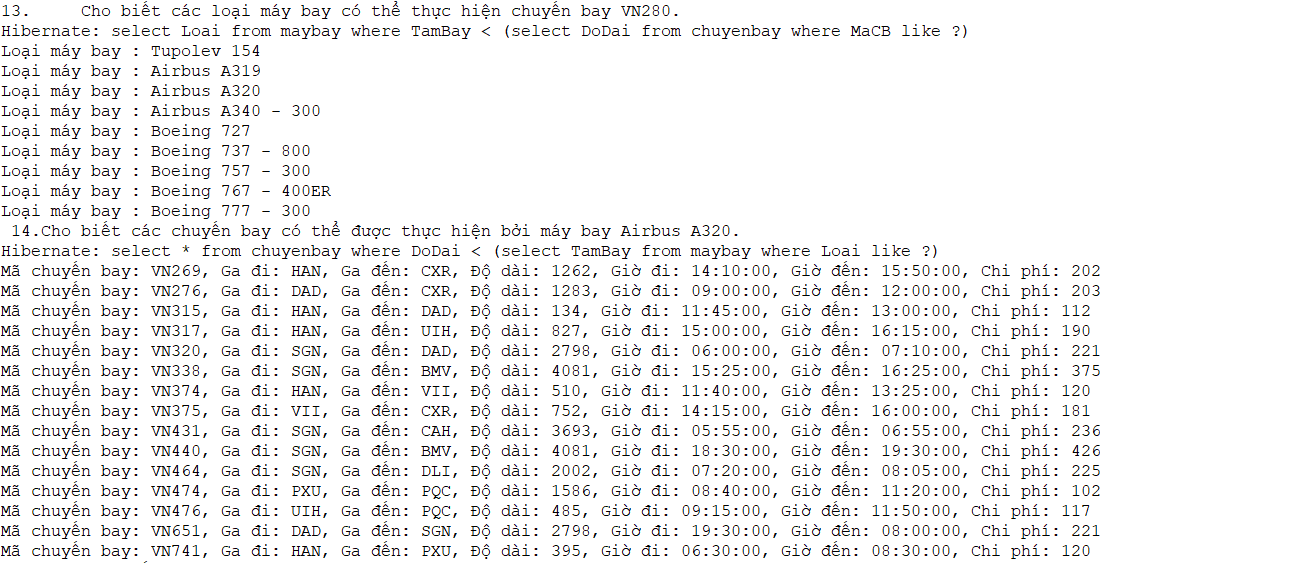 13. Cho biết các loại máy bay có thể thực hiện chuyến bay VN280.
Hibernate: select Loai from maybay where TamBay < (select DoDai from chuyenbay where MaCB like ?)
Loại máy bay : Tupolev 154
Loại máy bay : Airbus A319
Loại máy bay : Airbus A320
Loại máy bay : Airbus A340 - 300
Loại máy bay : Boeing 727
Loại máy bay : Boeing 737 - 800
Loại máy bay : Boeing 757 - 300
Loại máy bay : Boeing 767 - 400ER
Loại máy bay : Boeing 777 - 300
14.Cho biết các chuyến bay có thể được thực hiện bởi máy bay Airbus A320.
Hibernate: select * from chuyenbay where DoDai < (select TamBay from maybay where Loai like ?)
Mã chuyến bay: VN269, Ga đi: HAN, Ga đến: CXR, Độ dài: 1262, Giờ đi: 14:10:00, Giờ đến: 15:50:00, Chi phí: 202
Mã chuyến bay: VN276, Ga đi: DAD, Ga đến: CXR, Độ dài: 1283, Giờ đi: 09:00:00, Giờ đến: 12:00:00, Chi phí: 203
Mã chuyến bay: VN315, Ga đi: HAN, Ga đến: DAD, Độ dài: 134, Giờ đi: 11:45:00, Giờ đến: 13:00:00, Chi phí: 112
Mã chuyến bay: VN317, Ga đi: HAN, Ga đến: UIH, Độ dài: 827, Giờ đi: 15:00:00, Giờ đến: 16:15:00, Chi phí: 190
Mã chuyến bay: VN320, Ga đi: SGN, Ga đến: DAD, Độ dài: 2798, Giờ đi: 06:00:00, Giờ đến: 07:10:00, Chi phí: 221
Mã chuyến bay: VN338, Ga đi: SGN, Ga đến: BMV, Độ dài: 4081, Giờ đi: 15:25:00, Giờ đến: 16:25:00, Chi phí: 375
Mã chuyến bay: VN374, Ga đi: HAN, Ga đến: VII, Độ dài: 510, Giờ đi: 11:40:00, Giờ đến: 13:25:00, Chi phí: 120
Mã chuyến bay: VN375, Ga đi: VII, Ga đến: CXR, Độ dài: 752, Giờ đi: 14:15:00, Giờ đến: 16:00:00, Chi phí: 181
Mã chuyến bay: VN431, Ga đi: SGN, Ga đến: CAH, Độ dài: 3693, Giờ đi: 05:55:00, Giờ đến: 06:55:00, Chi phí: 236
Mã chuyến bay: VN440, Ga đi: SGN, Ga đến: BMV, Độ dài: 4081, Giờ đi: 18:30:00, Giờ đến: 19:30:00, Chi phí: 426
Mã chuyến bay: VN464, Ga đi: SGN, Ga đến: DLI, Độ dài: 2002, Giờ đi: 07:20:00, Giờ đến: 08:05:00, Chi phí: 225
Mã chuyến bay: VN474, Ga đi: PXU, Ga đến: PQC, Độ dài: 1586, Giờ đi: 08:40:00, Giờ đến: 11:20:00, Chi phí: 102
Mã chuyến bay: VN476, Ga đi: UIH, Ga đến: PQC, Độ dài: 485, Giờ đi: 09:15:00, Giờ đến: 11:50:00, Chi phí: 117
Mã chuyến bay: VN651, Ga đi: DAD, Ga đến: SGN, Độ dài: 2798, Giờ đi: 19:30:00, Giờ đến: 08:00:00, Chi phí: 221
Mã chuyến bay: VN741, Ga đi: HAN, Ga đến: PXU, Độ dài: 395, Giờ đi: 06:30:00, Giờ đến: 08:30:00, Chi phí: 120